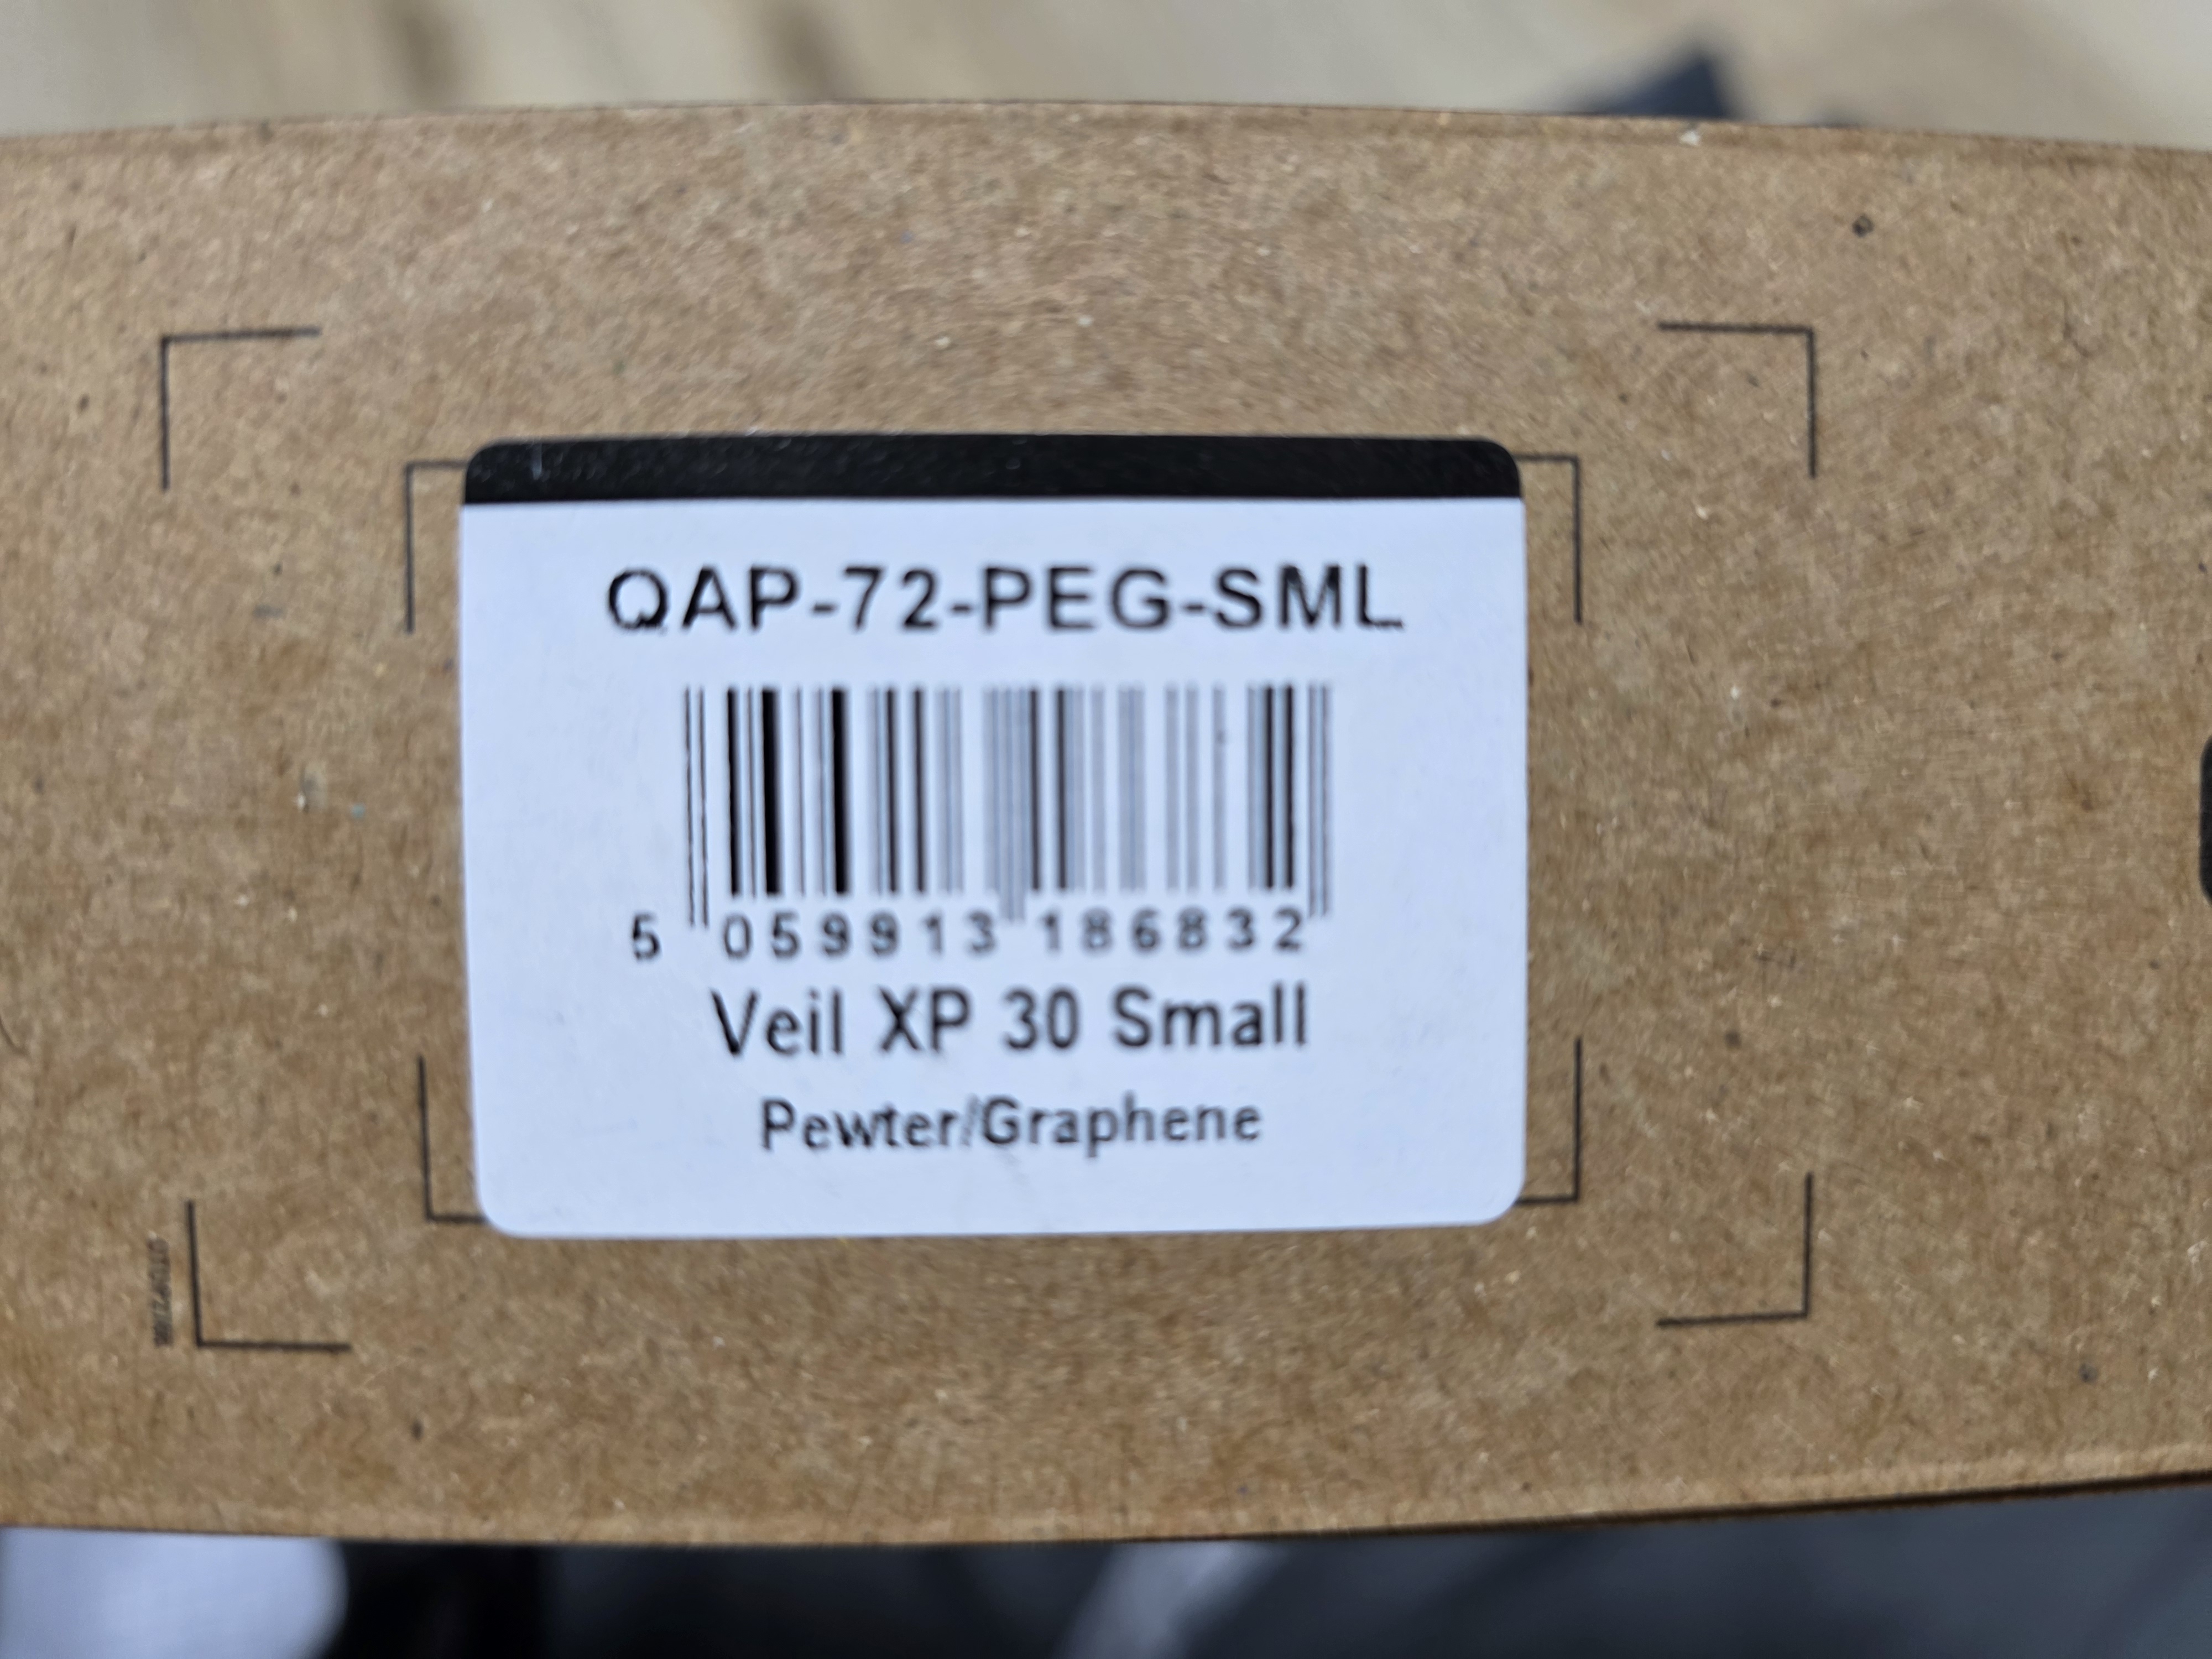 QAP-72-PEG-SML
5 059913 186832
Veil XP 30 Small
Pewter/Graphene